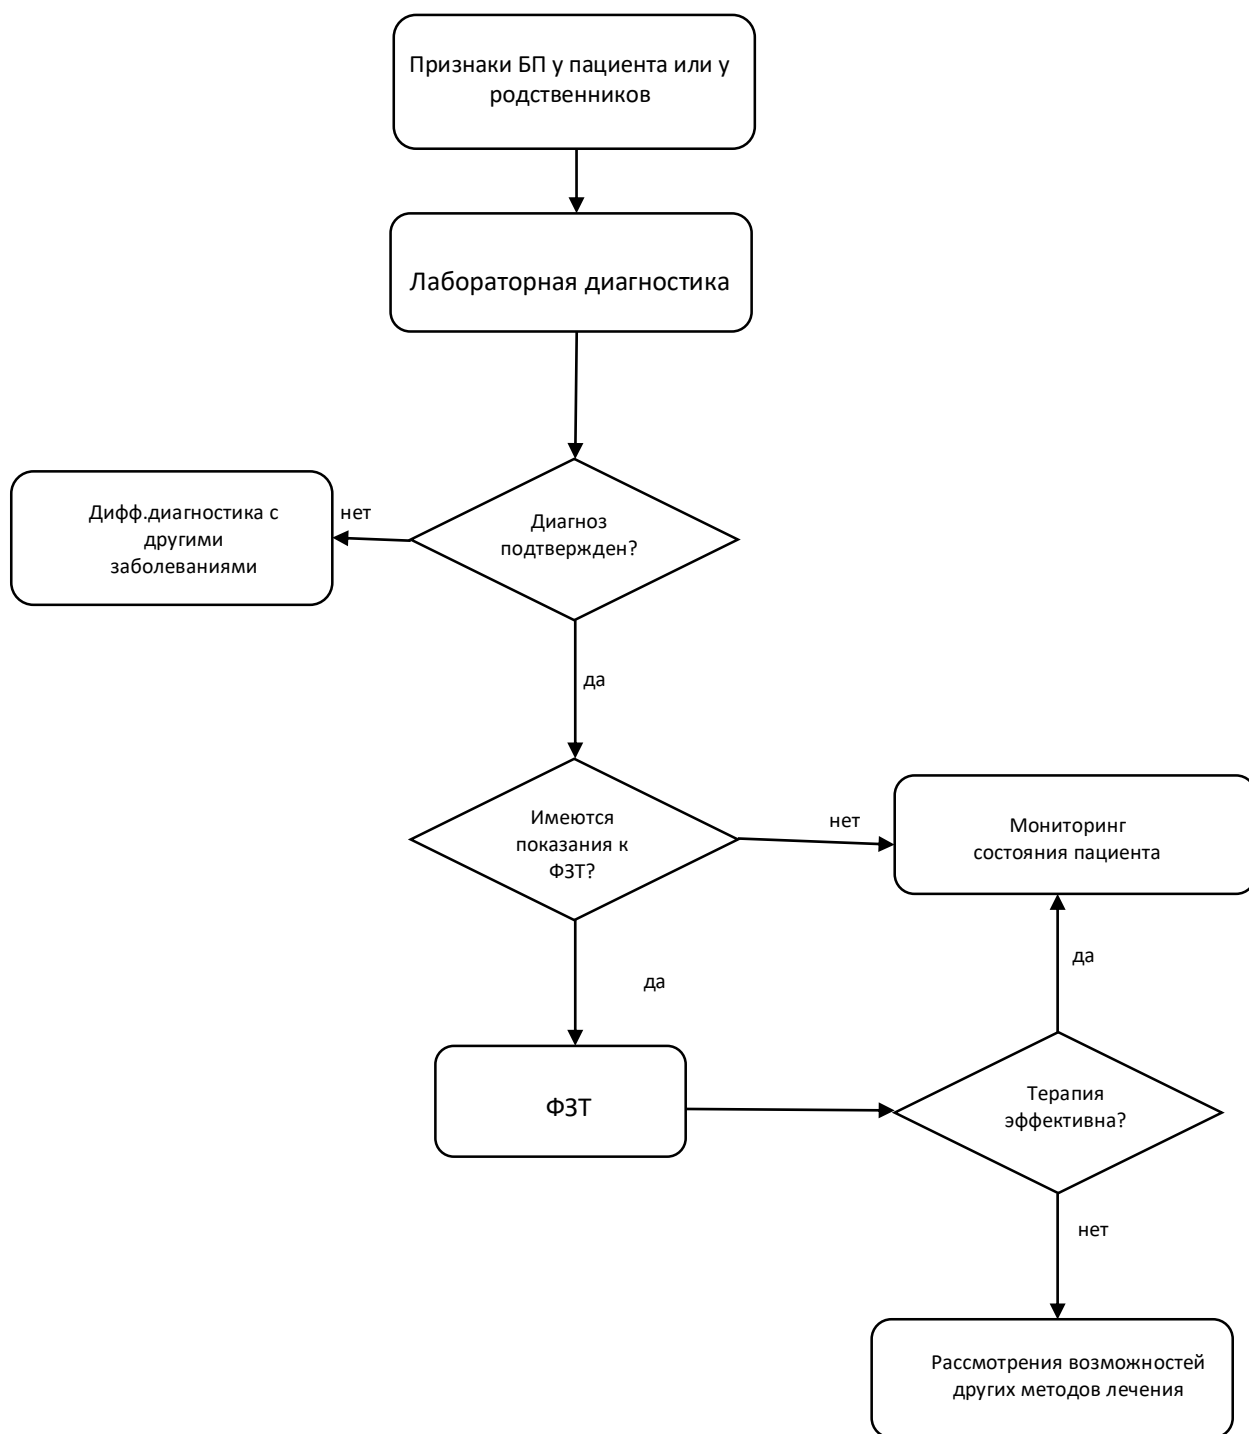 Признаки БП у пациента или у
родственников
Лабораторная диагностика
Дифф.диагностика с
другими
заболеваниями
нет
Диагноз
подтвержден?
да
Имеются
показания к
ФЗТ?
нет
Мониторинг
состояния пациента
да
да
ФЗТ
Терапия
эффективна?
нет
Рассмотрения возможностей
других методов лечения